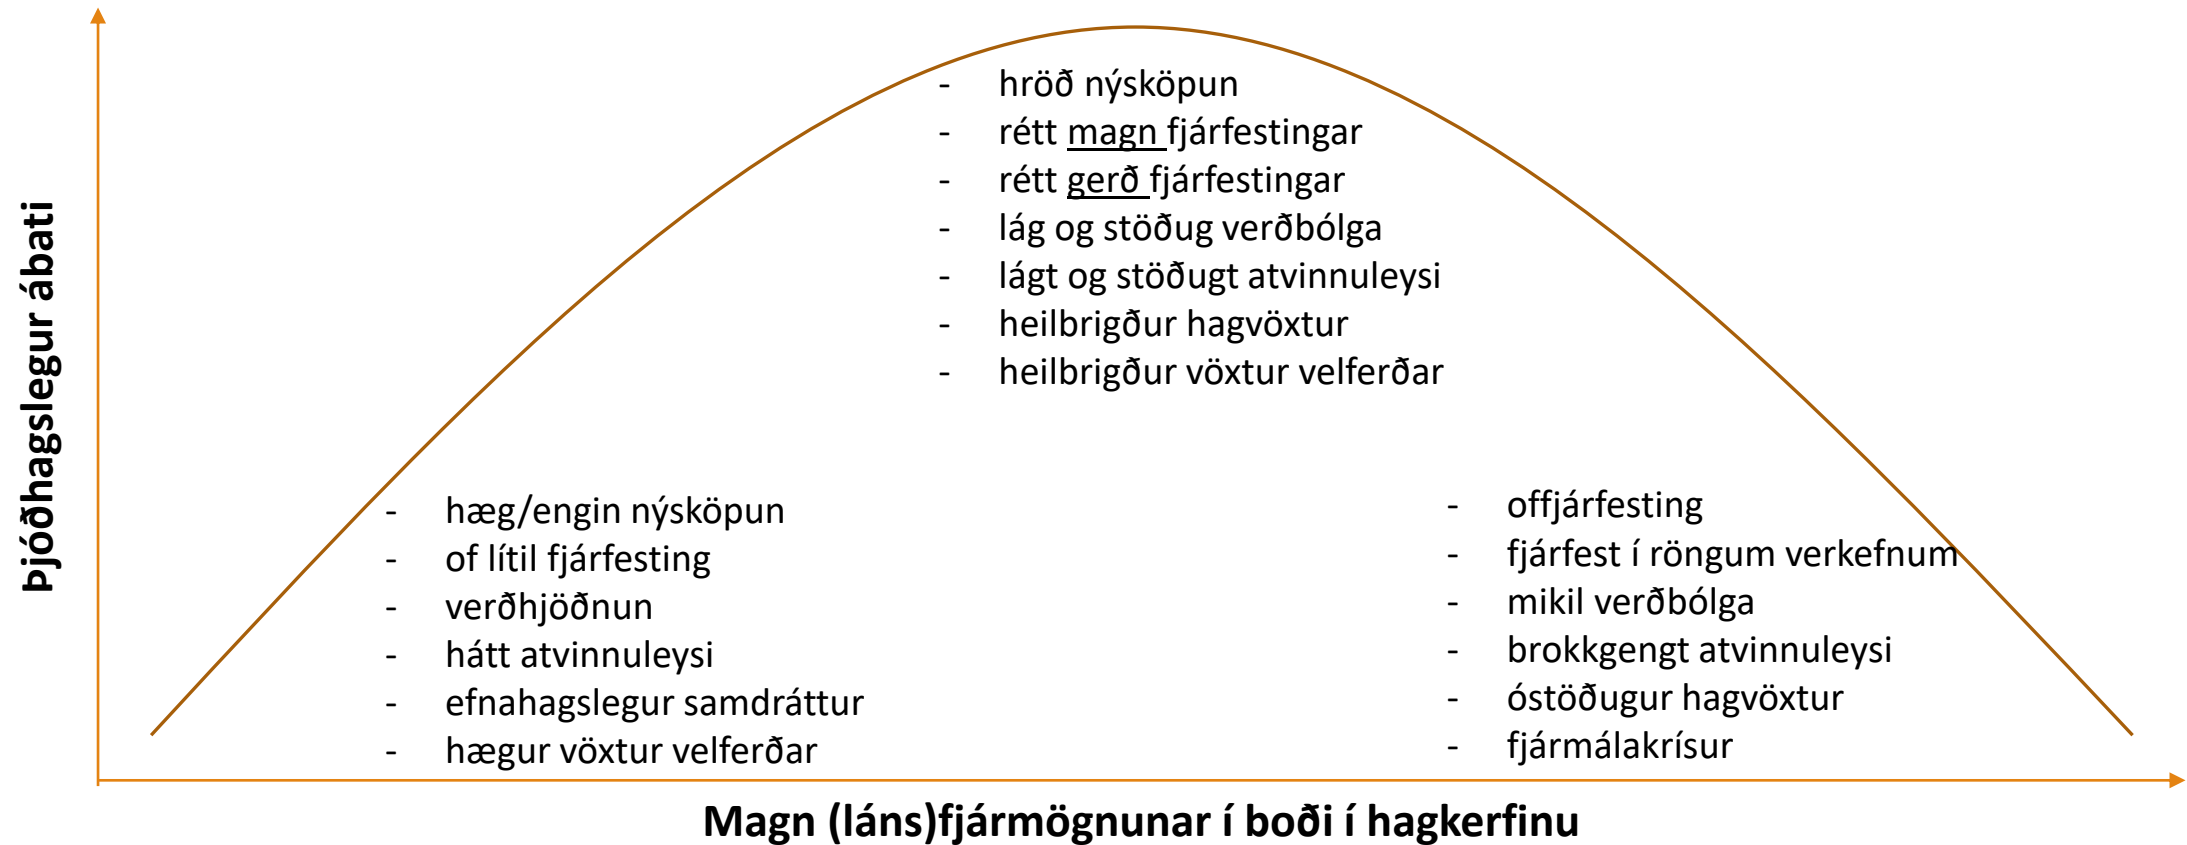 Þjóðhagslegur ábati
- hröð nýsköpun
- rétt magn fjárfestingar
- rétt gerð fjárfestingar
- lág og stöðug verðbólga
- lágt og stöðugt atvinnuleysi
- heilbrigður hagvöxtur
- heilbrigður vöxtur velferðar
- hæg/engin nýsköpun
- of lítil fjárfesting
- verðhjöðnun
- hátt atvinnuleysi
- efnahagslegur samdráttur
- hægur vöxtur velferðar
- offjárfesting
- fjárfest í röngum verkefnum
- mikil verðbólga
- brokkgengt atvinnuleysi
- óstöðugur hagvöxtur
- fjármálakrísur
Magn (láns)fjármögnunar í boði í hagkerfinu